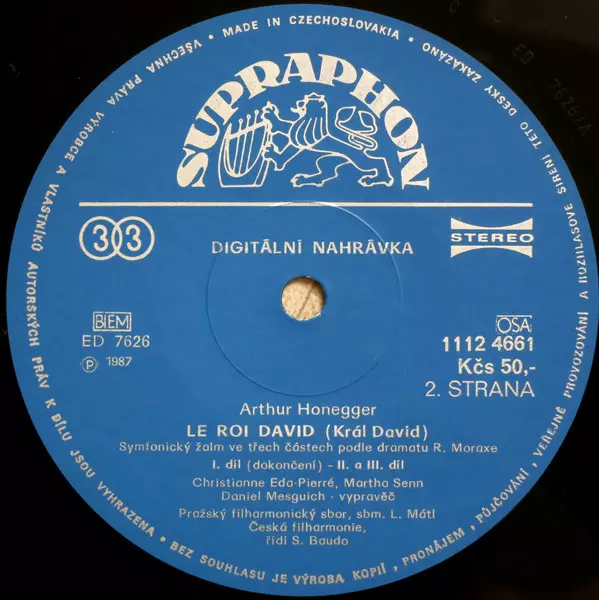 MADE IN CZECHOSLOVAKIA • VŠECHNA PRÁVA VÝROBCE A VLASTNÍKŮ AUTORSKÝCH PRÁV K DÍLU JSOU VYHRAZENA • BEZ SOUHLASU JE VÝROBA KOPIÍ, PRONÁJEM, PŮJČOVÁNÍ, VEŘEJNÉ PROVOZOVÁNÍ A ŠÍŘENÍ TÉTO DESKY ZAKÁZÁNO
SUPRAPHON
33
DIGITÁLNÍ NAHRÁVKA
STEREO
BIEM
ED 7626
Ⓟ 1987
OSA
1112 4661
Kčs 50,-
2. STRANA
Arthur Honegger
LE ROI DAVID (Král David)
Symfonický žalm ve třech částech podle dramatu R. Moraxe
I. díl (dokončení) – II. a III. díl
Christianne Eda-Pierré, Martha Senn
Daniel Mesguich - vypravěč
Pražský filharmonický sbor, sbm. L. Mátl
Česká filharmonie,
řídí S. Baudo